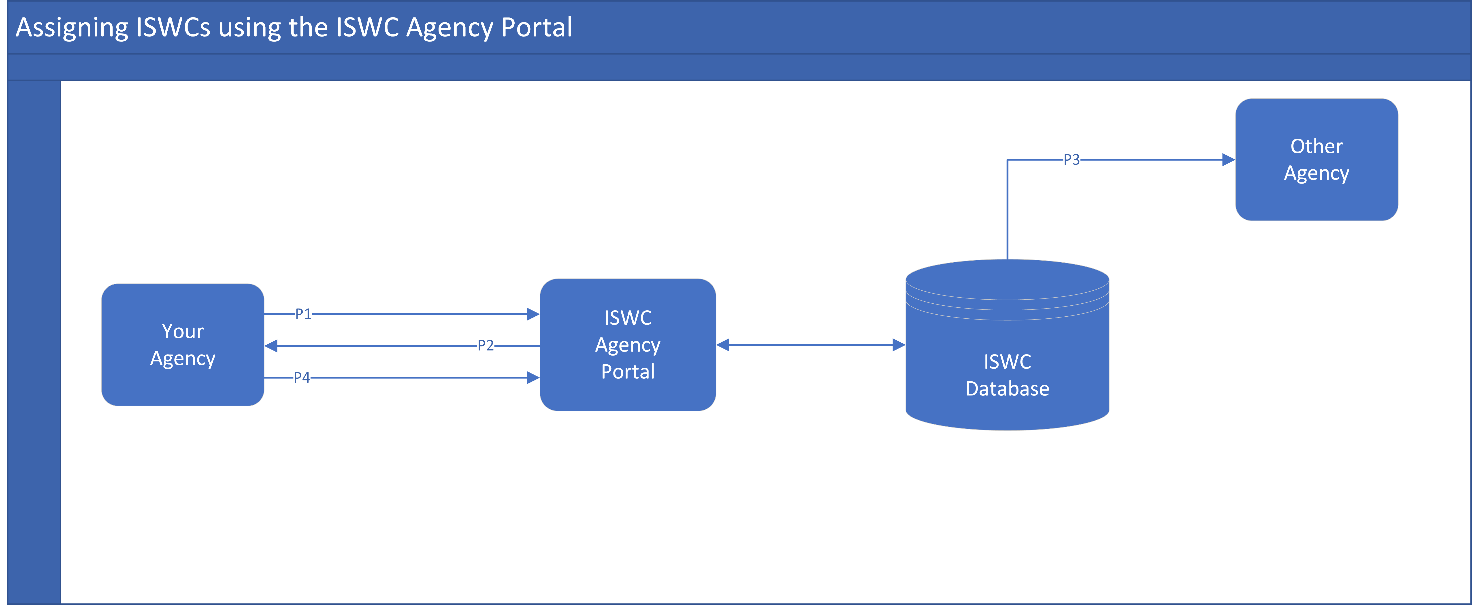 Assigning ISWCs using the ISWC Agency Portal
Other
Agency
P3
Your
Agency
P1
P2
P4
ISWC
Agency
Portal
ISWC
Database